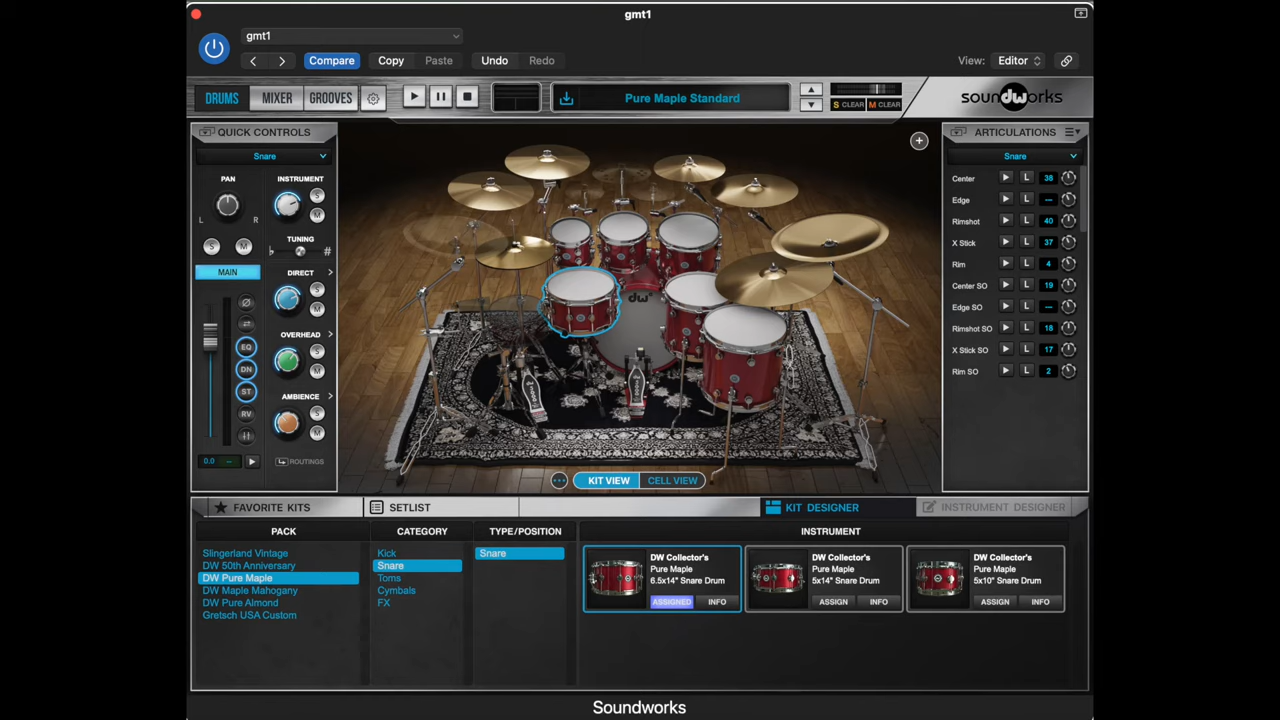 gmt1
gmt1
Compare
Copy
Paste
Undo
Redo
View:
Editor
DRUMS
MIXER
GROOVES
Pure Maple Standard
S CLEAR
M CLEAR
soundworks
QUICK CONTROLS
Snare
PAN
L
R
S
M
MAIN
EQ
DN
ST
RV
0.0
--
INSTRUMENT
S
M
TUNING
♭
#
DIRECT
S
M
OVERHEAD
S
M
AMBIENCE
S
M
ROUTINGS
dw
KIT VIEW
CELL VIEW
ARTICULATIONS
Snare
Center L 38
Edge L --
Rimshot L 40
X Stick L 37
Rim L 4
Center SO L 19
Edge SO L --
Rimshot SO L 18
X Stick SO L 17
Rim SO L 2
FAVORITE KITS
SETLIST
KIT DESIGNER
INSTRUMENT DESIGNER
PACK
Slingerland Vintage
DW 50th Anniversary
DW Pure Maple
DW Maple Mahogany
DW Pure Almond
Gretsch USA Custom
CATEGORY
Kick
Snare
Toms
Cymbals
FX
TYPE/POSITION
Snare
INSTRUMENT
DW Collector's
Pure Maple
6.5x14" Snare Drum
ASSIGNED
INFO
DW Collector's
Pure Maple
5x14" Snare Drum
ASSIGN
INFO
DW Collector's
Pure Maple
5x10" Snare Drum
ASSIGN
INFO
Soundworks